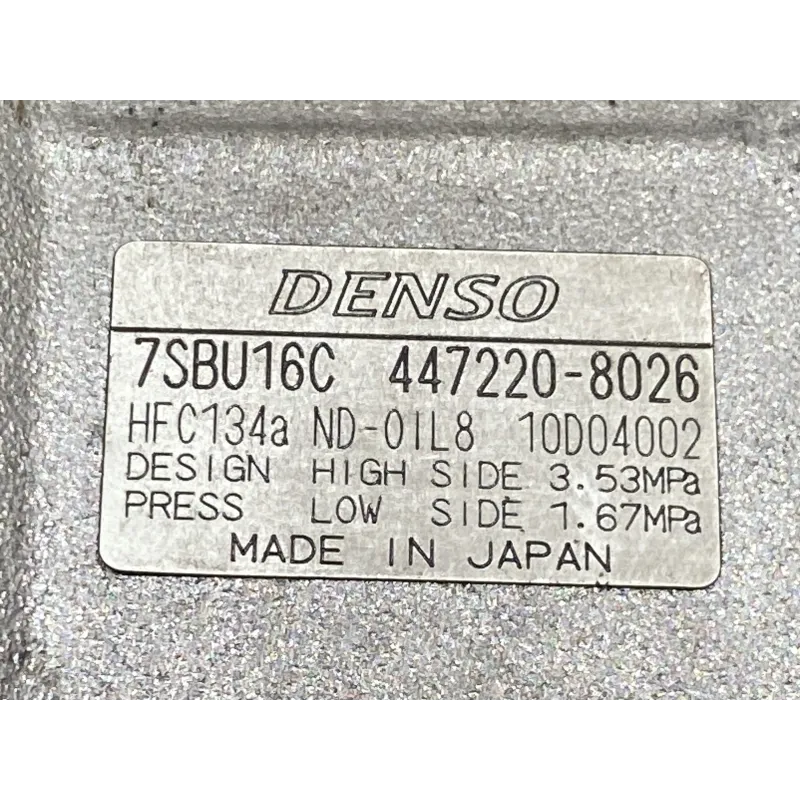 DENSO
7SBU16C 447220-8026
HFC134a ND-OIL8 10D04002
DESIGN HIGH SIDE 3.53MPa
PRESS LOW SIDE 1.67MPa
MADE IN JAPAN